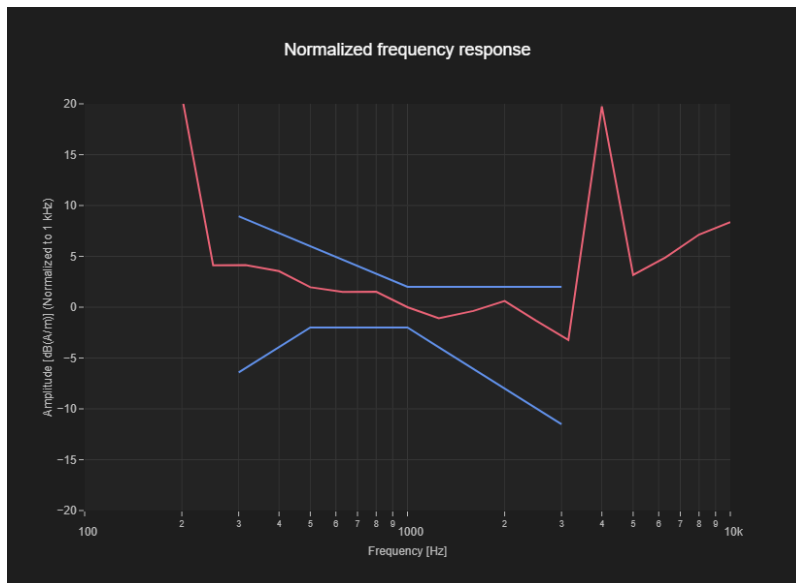 Normalized frequency response
Amplitude [dB(A/m)] (Normalized to 1 kHz)
20
15
10
5
0
−5
−10
−15
−20
100 2 3 4 5 6 7 8 9 1000 2 3 4 5 6 7 8 9 10k
Frequency [Hz]